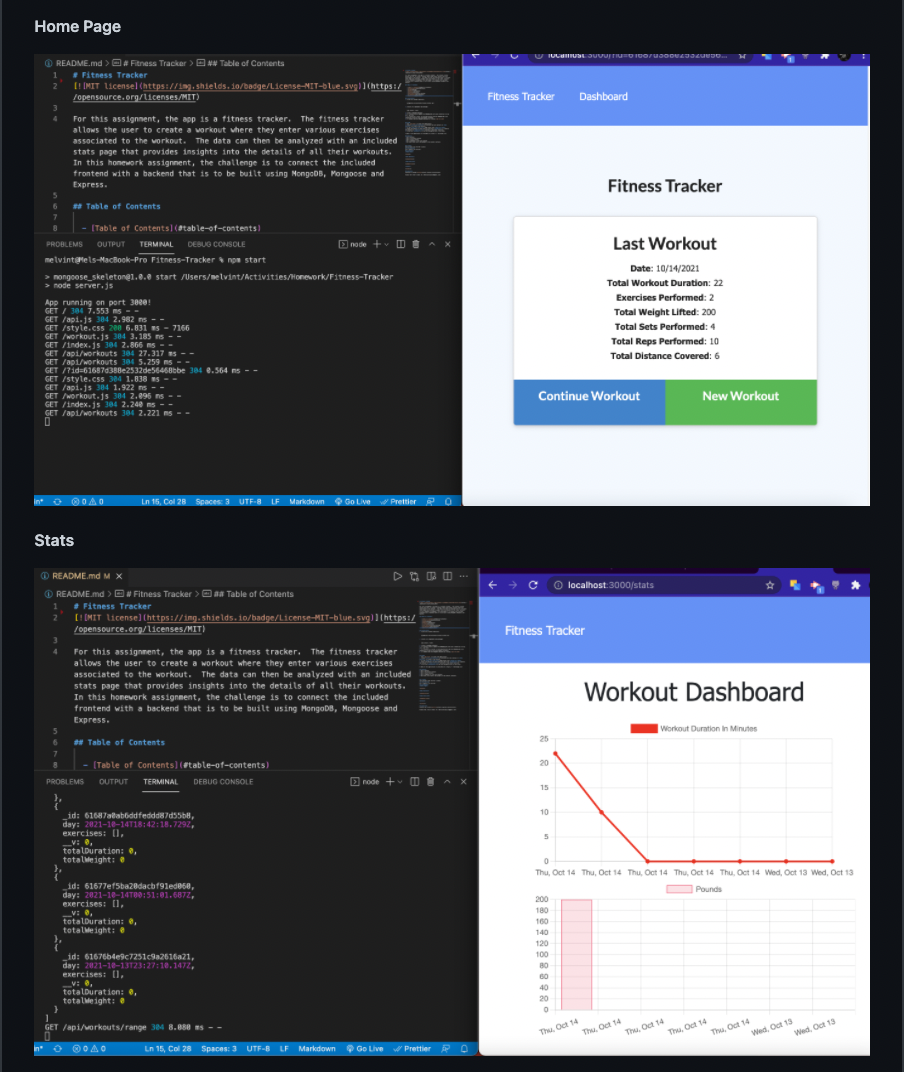 Home Page
README.md > # Fitness Tracker > ## Table of Contents
1 # Fitness Tracker
2 [![MIT license](https://img.shields.io/badge/License-MIT-blue.svg)](https:/
/opensource.org/licenses/MIT)
3
4 For this assignment, the app is a fitness tracker. The fitness tracker
allows the user to create a workout where they enter various exercises
associated to the workout. The data can then be analyzed with an included
stats page that provides insights into the details of all their workouts.
In this homework assignment, the challenge is to connect the included
frontend with a backend that is to be built using MongoDB, Mongoose and
Express.
5
6 ## Table of Contents
7
8 - [Table of Contents](#table-of-contents)
PROBLEMS OUTPUT TERMINAL DEBUG CONSOLE node
melvint@Mels-MacBook-Pro Fitness-Tracker % npm start
> mongoose_skeleton@1.0.0 start /Users/melvint/Activities/Homework/Fitness-Tracker
> node server.js
App running on port 3000!
GET / 304 7.553 ms - -
GET /api.js 304 2.982 ms - -
GET /style.css 200 6.831 ms - 7166
GET /workout.js 304 3.185 ms - -
GET /index.js 304 2.866 ms - -
GET /api/workouts 304 27.317 ms - -
GET /api/workouts 304 5.259 ms - -
GET /?id=61687d388e2532de56468bbe 304 0.564 ms - -
GET /style.css 304 1.838 ms - -
GET /api.js 304 1.922 ms - -
GET /workout.js 304 2.096 ms - -
GET /index.js 304 2.240 ms - -
GET /api/workouts 304 2.221 ms - -
in* 0 0 Ln 15, Col 28 Spaces: 3 UTF-8 LF Markdown Go Live Prettier
Fitness Tracker Dashboard
Fitness Tracker
Last Workout
Date: 10/14/2021
Total Workout Duration: 22
Exercises Performed: 2
Total Weight Lifted: 200
Total Sets Performed: 4
Total Reps Performed: 10
Total Distance Covered: 6
Continue Workout New Workout
Stats
README.md M
README.md > # Fitness Tracker > ## Table of Contents
1 # Fitness Tracker
2 [![MIT license](https://img.shields.io/badge/License-MIT-blue.svg)](https:/
/opensource.org/licenses/MIT)
3
4 For this assignment, the app is a fitness tracker. The fitness tracker
allows the user to create a workout where they enter various exercises
associated to the workout. The data can then be analyzed with an included
stats page that provides insights into the details of all their workouts.
In this homework assignment, the challenge is to connect the included
frontend with a backend that is to be built using MongoDB, Mongoose and
Express.
5
6 ## Table of Contents
7
8 - [Table of Contents](#table-of-contents)
PROBLEMS OUTPUT TERMINAL DEBUG CONSOLE node
},
{
_id: 61687a0ab6ddfeddd87d55b8,
day: 2021-10-14T18:42:18.729Z,
exercises: [],
__v: 0,
totalDuration: 0,
totalWeight: 0
},
{
_id: 61677ef5ba20dacbf91ed060,
day: 2021-10-14T00:51:01.687Z,
exercises: [],
__v: 0,
totalDuration: 0,
totalWeight: 0
},
{
_id: 61676b4e9c7251c9a2616a21,
day: 2021-10-13T23:27:10.147Z,
exercises: [],
__v: 0,
totalDuration: 0,
totalWeight: 0
}
]
GET /api/workouts/range 304 8.080 ms - -
in* 0 0 Ln 15, Col 28 Spaces: 3 UTF-8 LF Markdown Go Live Prettier
localhost:3000/stats
Fitness Tracker
Workout Dashboard
Workout Duration In Minutes
25
20
15
10
5
0
Thu, Oct 14 Thu, Oct 14 Thu, Oct 14 Thu, Oct 14 Thu, Oct 14 Wed, Oct 13 Wed, Oct 13
Pounds
200
180
160
140
120
100
80
60
40
20
0
Thu, Oct 14 Thu, Oct 14 Thu, Oct 14 Thu, Oct 14 Thu, Oct 14 Wed, Oct 13 Wed, Oct 13